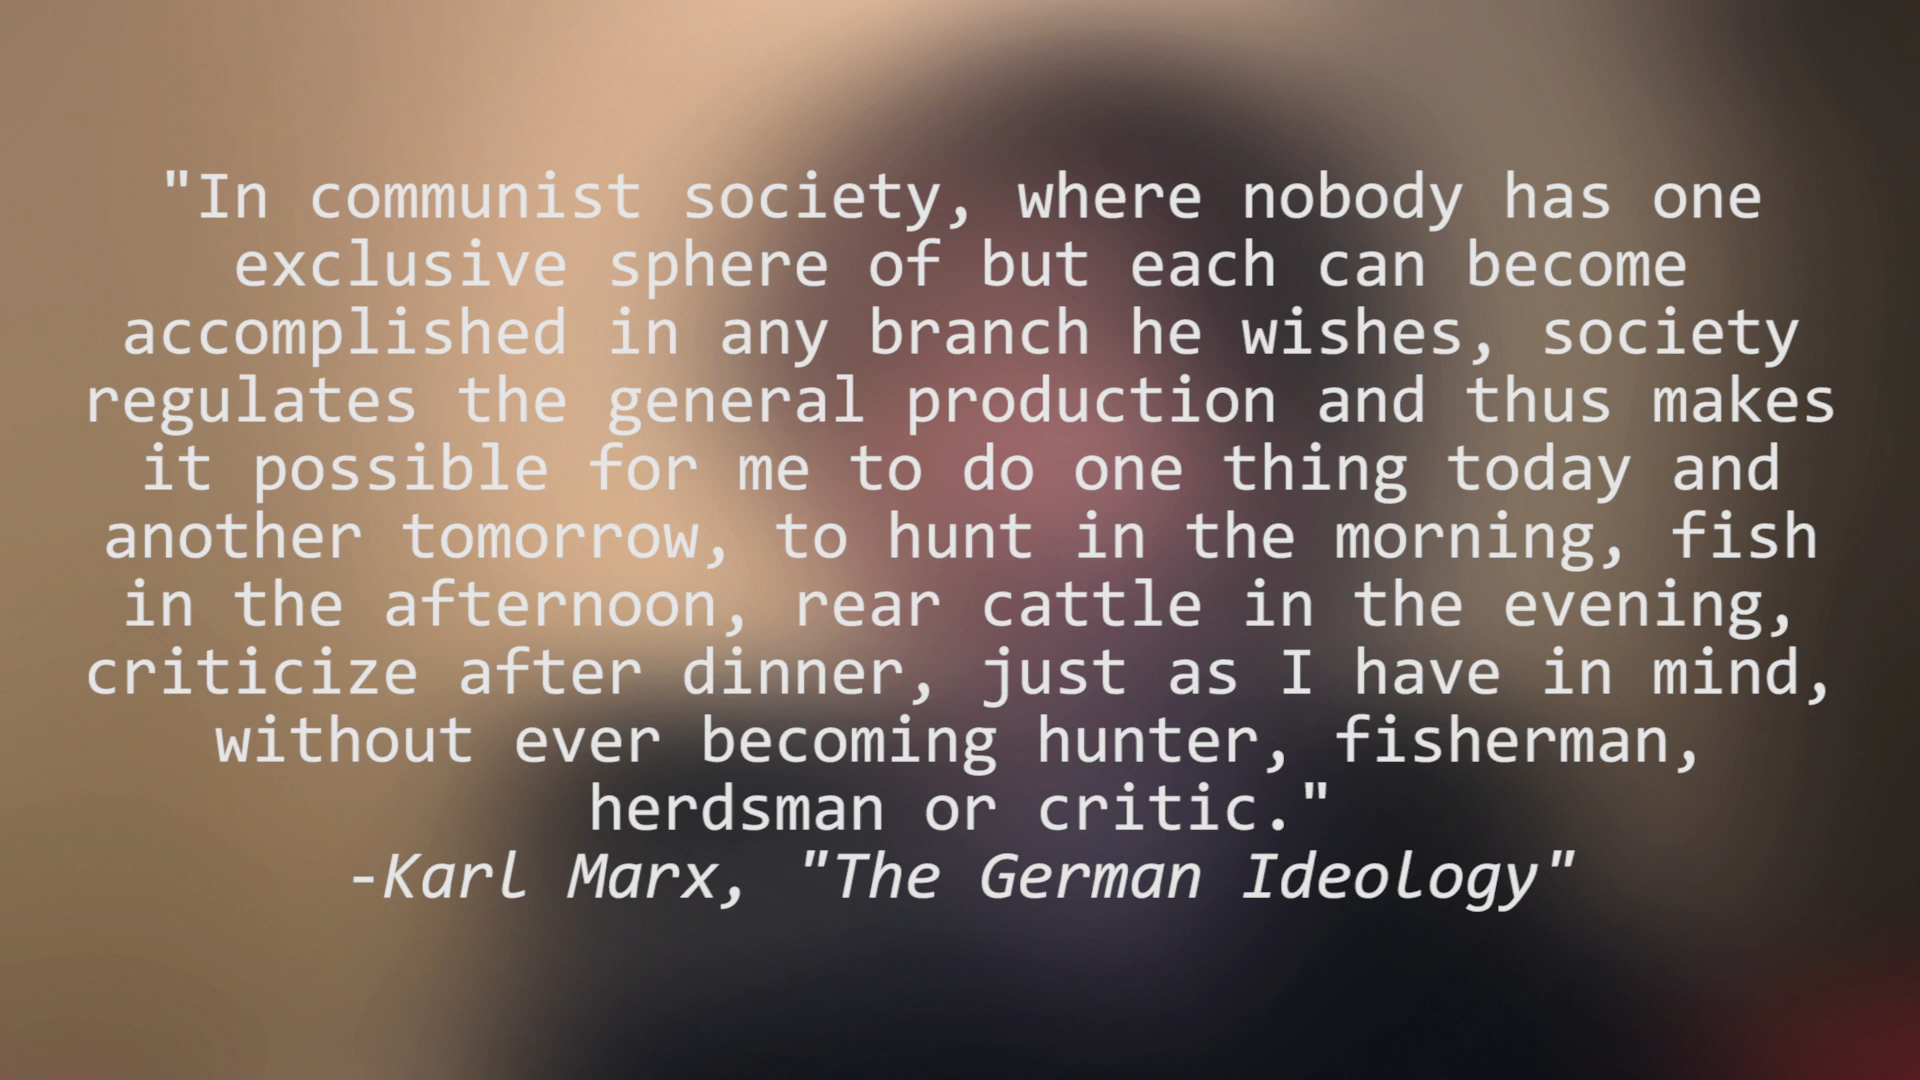 "In communist society, where nobody has one
exclusive sphere of but each can become
accomplished in any branch he wishes, society
regulates the general production and thus makes
it possible for me to do one thing today and
another tomorrow, to hunt in the morning, fish
in the afternoon, rear cattle in the evening,
criticize after dinner, just as I have in mind,
without ever becoming hunter, fisherman,
herdsman or critic."
-Karl Marx, "The German Ideology"